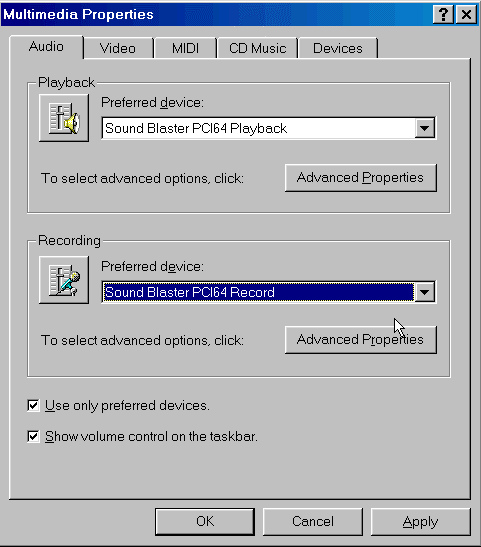 Multimedia Properties
Audio Video MIDI CD Music Devices
Playback
Preferred device:
Sound Blaster PCI64 Playback
To select advanced options, click: Advanced Properties
Recording
Preferred device:
Sound Blaster PCI64 Record
To select advanced options, click: Advanced Properties
Use only preferred devices.
Show volume control on the taskbar.
OK Cancel Apply